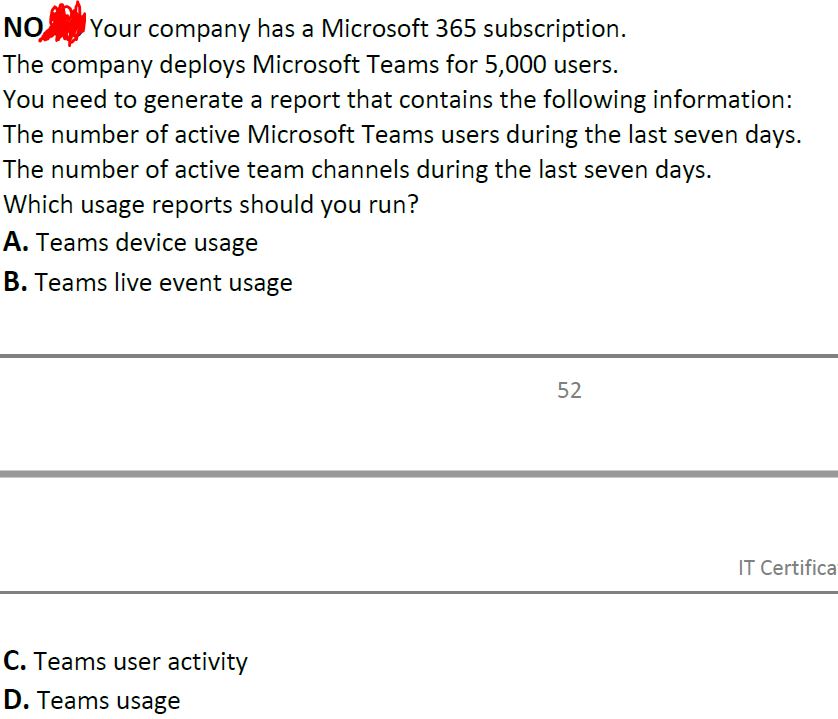 NO Your company has a Microsoft 365 subscription.
The company deploys Microsoft Teams for 5,000 users.
You need to generate a report that contains the following information:
The number of active Microsoft Teams users during the last seven days.
The number of active team channels during the last seven days.
Which usage reports should you run?
A. Teams device usage
B. Teams live event usage
52
IT Certifica
C. Teams user activity
D. Teams usage